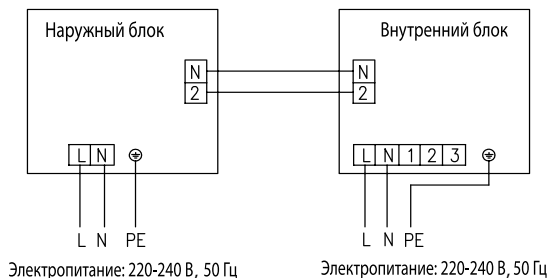 Наружный блок
N
2
L N
L N PE
Электропитание: 220-240 В, 50 Гц
Внутренний блок
N
2
L N 1 2 3
L N PE
Электропитание: 220-240 В, 50 Гц